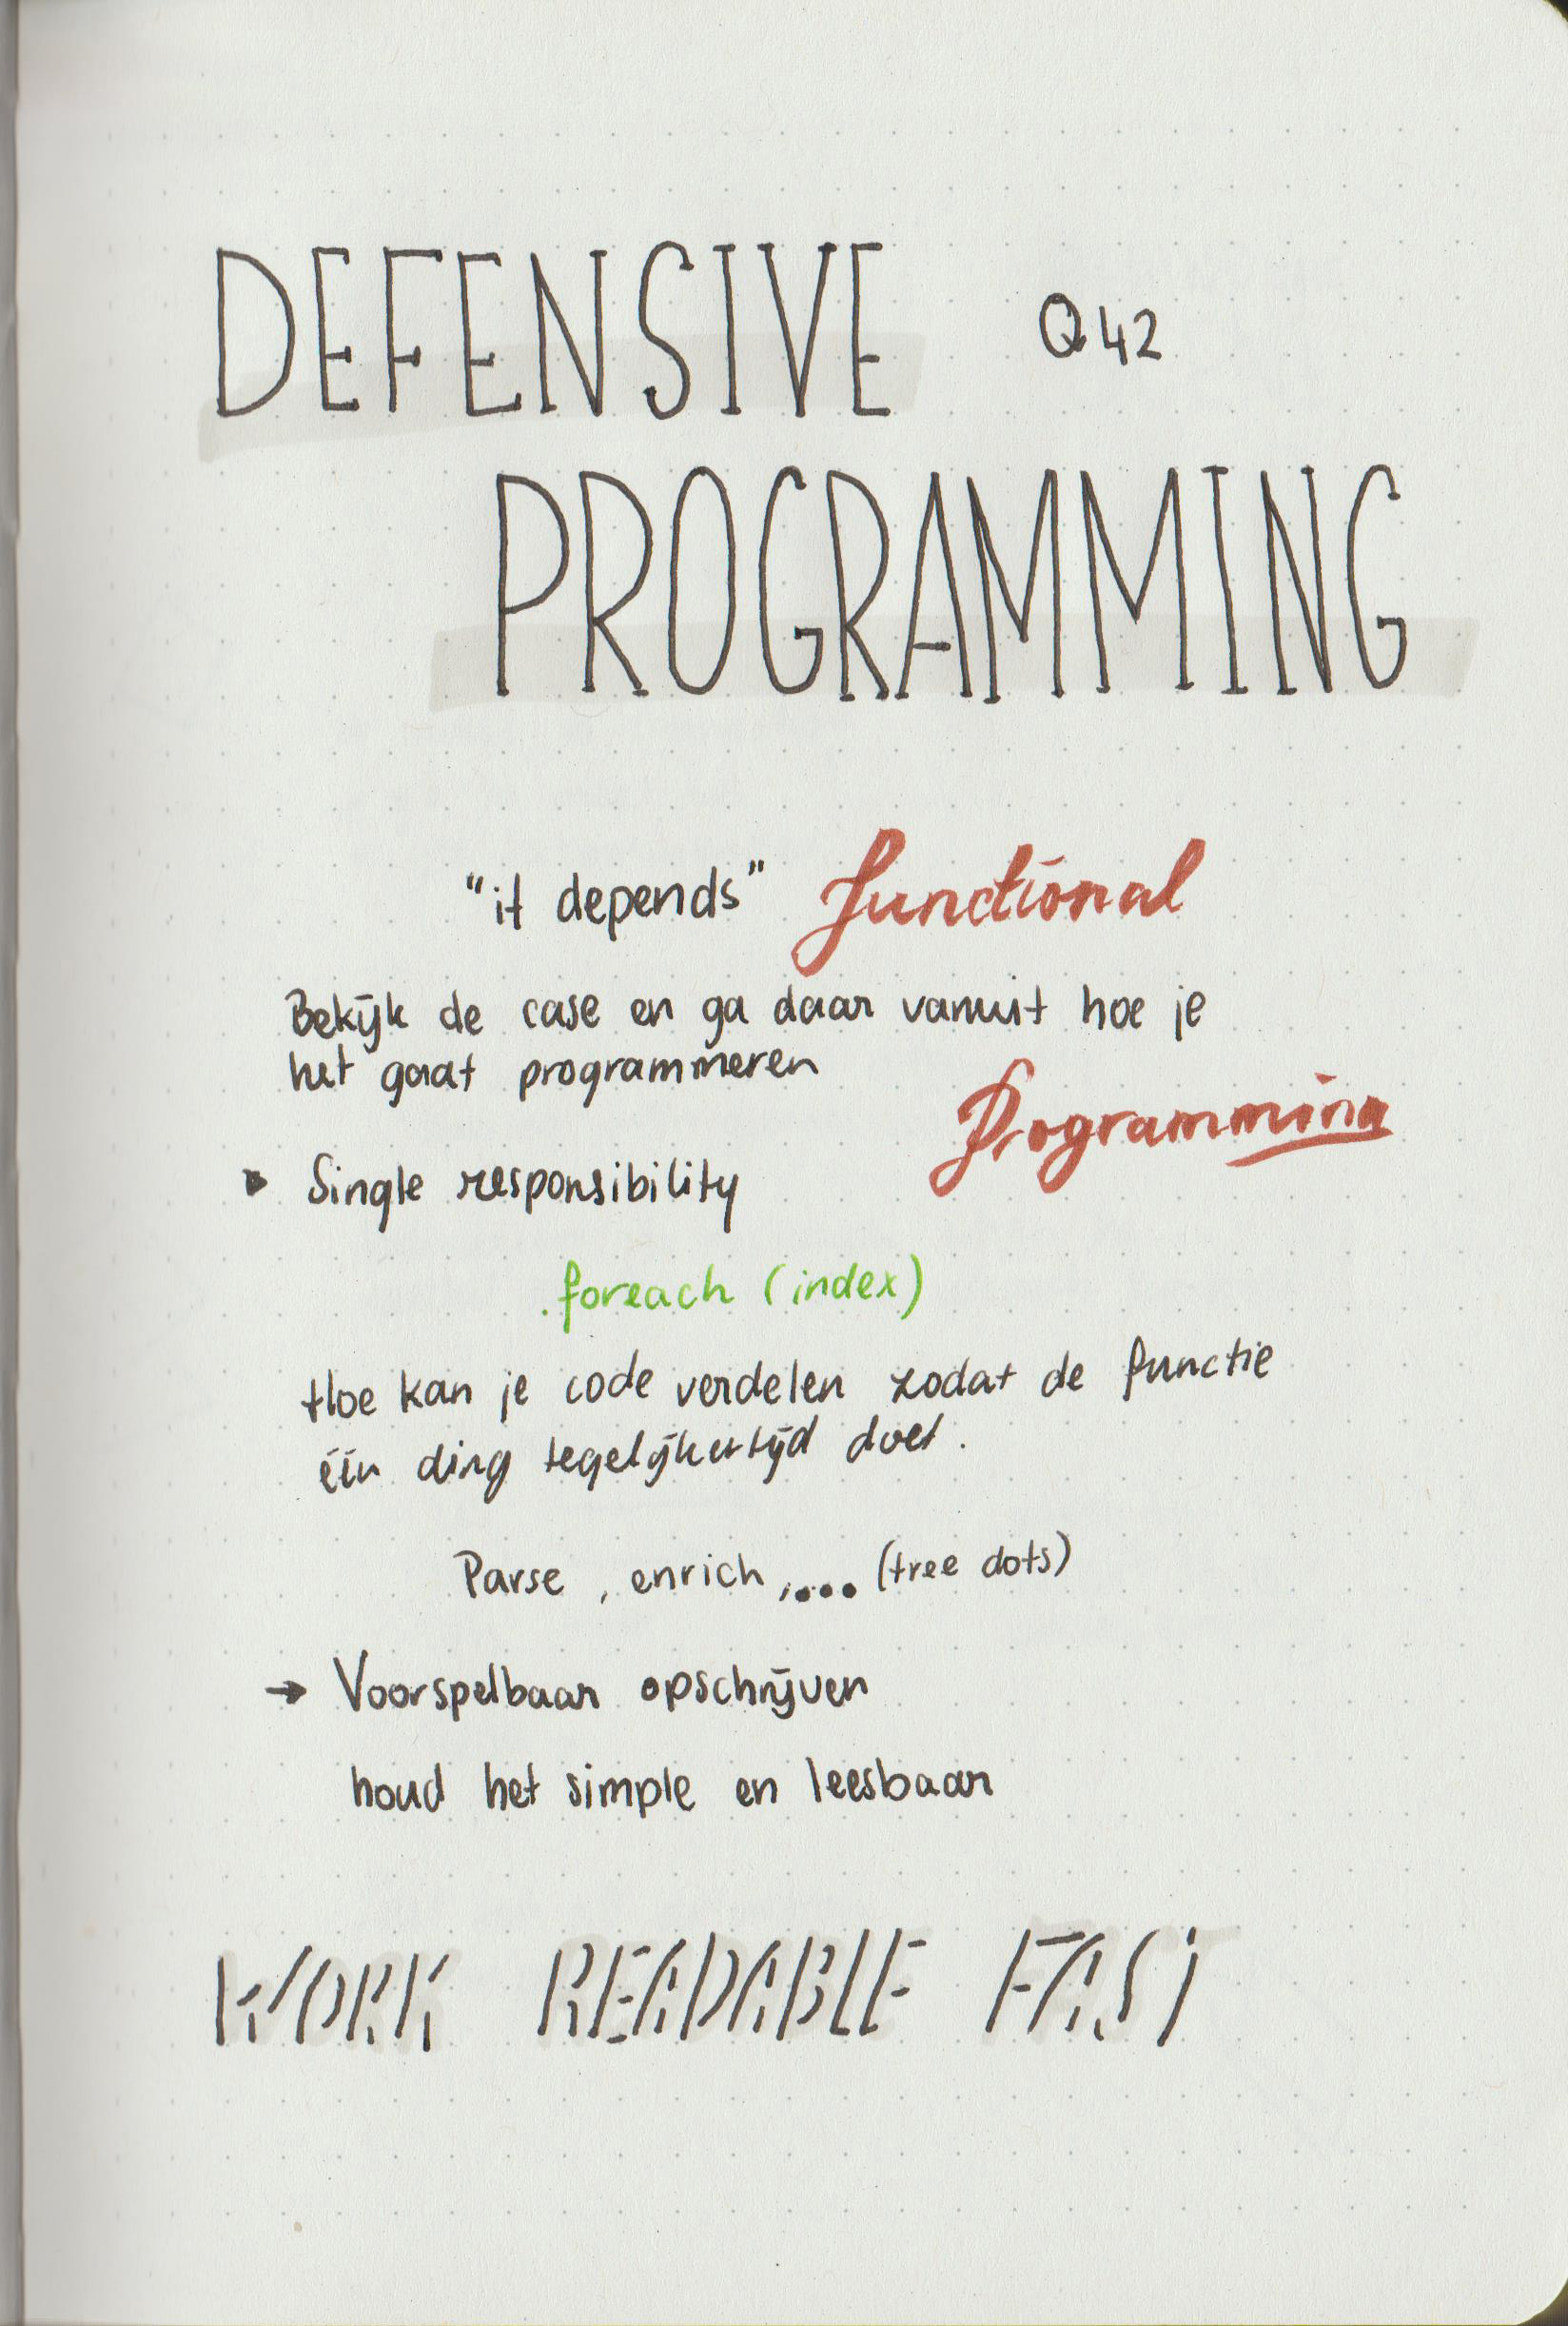 DEFENSIVE Q42
PROGRAMMING
"it depends" functional
Bekijk de case en ga daar vanuit hoe je
het gaat programmeren
Programming
Single responsibility
.foreach (index)
Hoe kan je code verdelen zodat de functie
één ding tegelijkertijd doet.
Parse , enrich , ... (tree dots)
→ Voorspelbaar opschrijven
houd het simple en leesbaar
WORK READABLE FAST